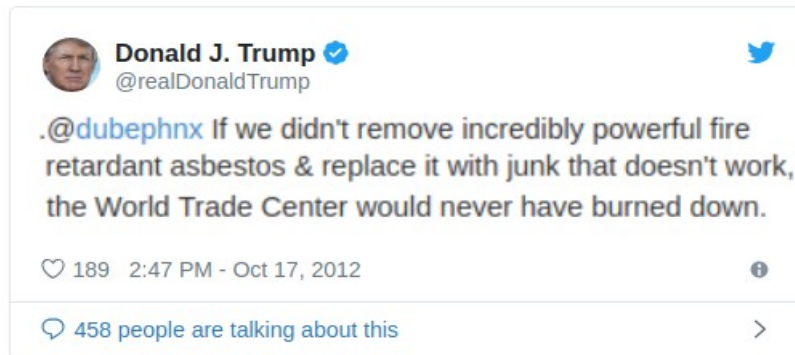 Donald J. Trump
@realDonaldTrump
.@dubephnx If we didn't remove incredibly powerful fire
retardant asbestos & replace it with junk that doesn't work,
the World Trade Center would never have burned down.
189 2:47 PM - Oct 17, 2012
458 people are talking about this